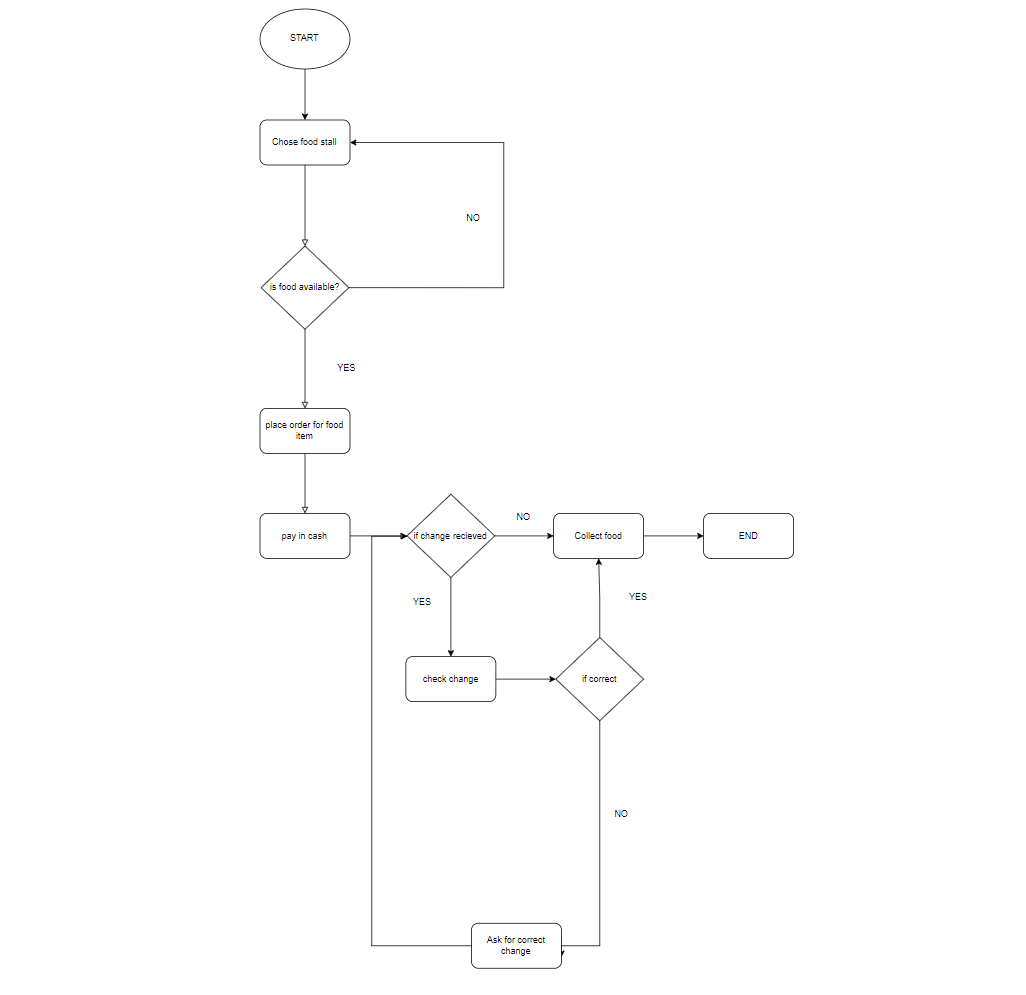 START
Chose food stall
NO
is food available?
YES
place order for food
item
pay in cash
if change recieved
NO
Collect food
END
YES
YES
check change
if correct
NO
Ask for correct
change